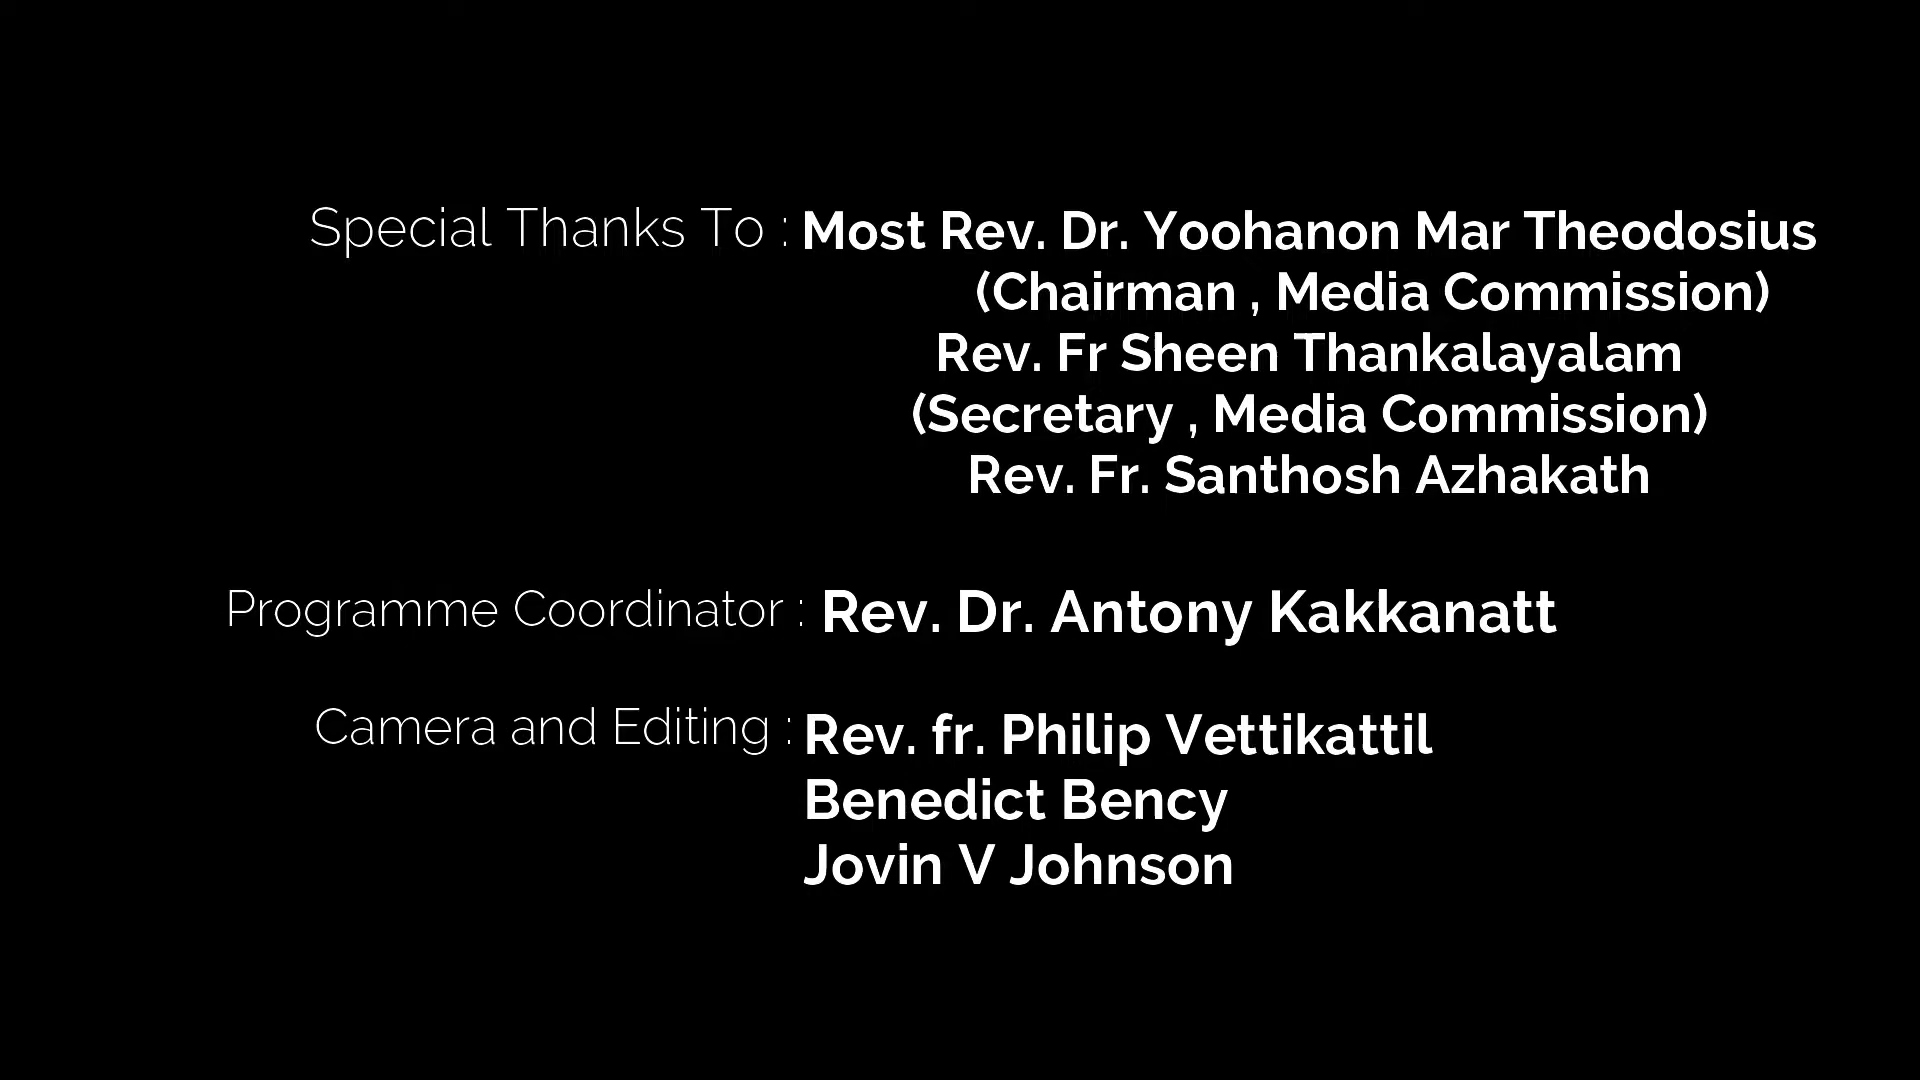 Special Thanks To : Most Rev. Dr. Yoohanon Mar Theodosius
(Chairman , Media Commission)
Rev. Fr Sheen Thankalayalam
(Secretary , Media Commission)
Rev. Fr. Santhosh Azhakath
Programme Coordinator : Rev. Dr. Antony Kakkanatt
Camera and Editing : Rev. fr. Philip Vettikattil
Benedict Bency
Jovin V Johnson